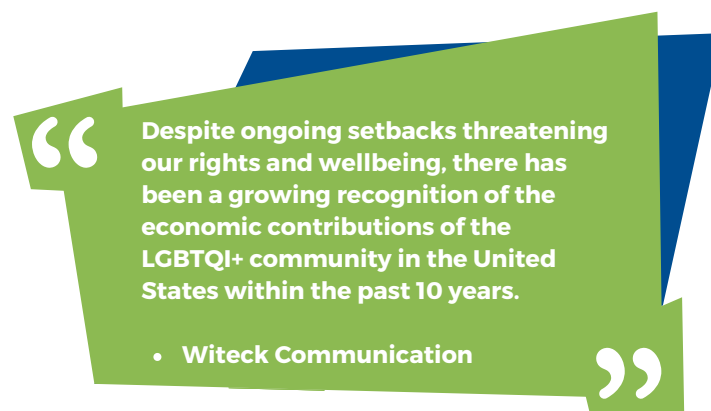 “
Despite ongoing setbacks threatening
our rights and wellbeing, there has
been a growing recognition of the
economic contributions of the
LGBTQI+ community in the United
States within the past 10 years.
• Witeck Communication
”